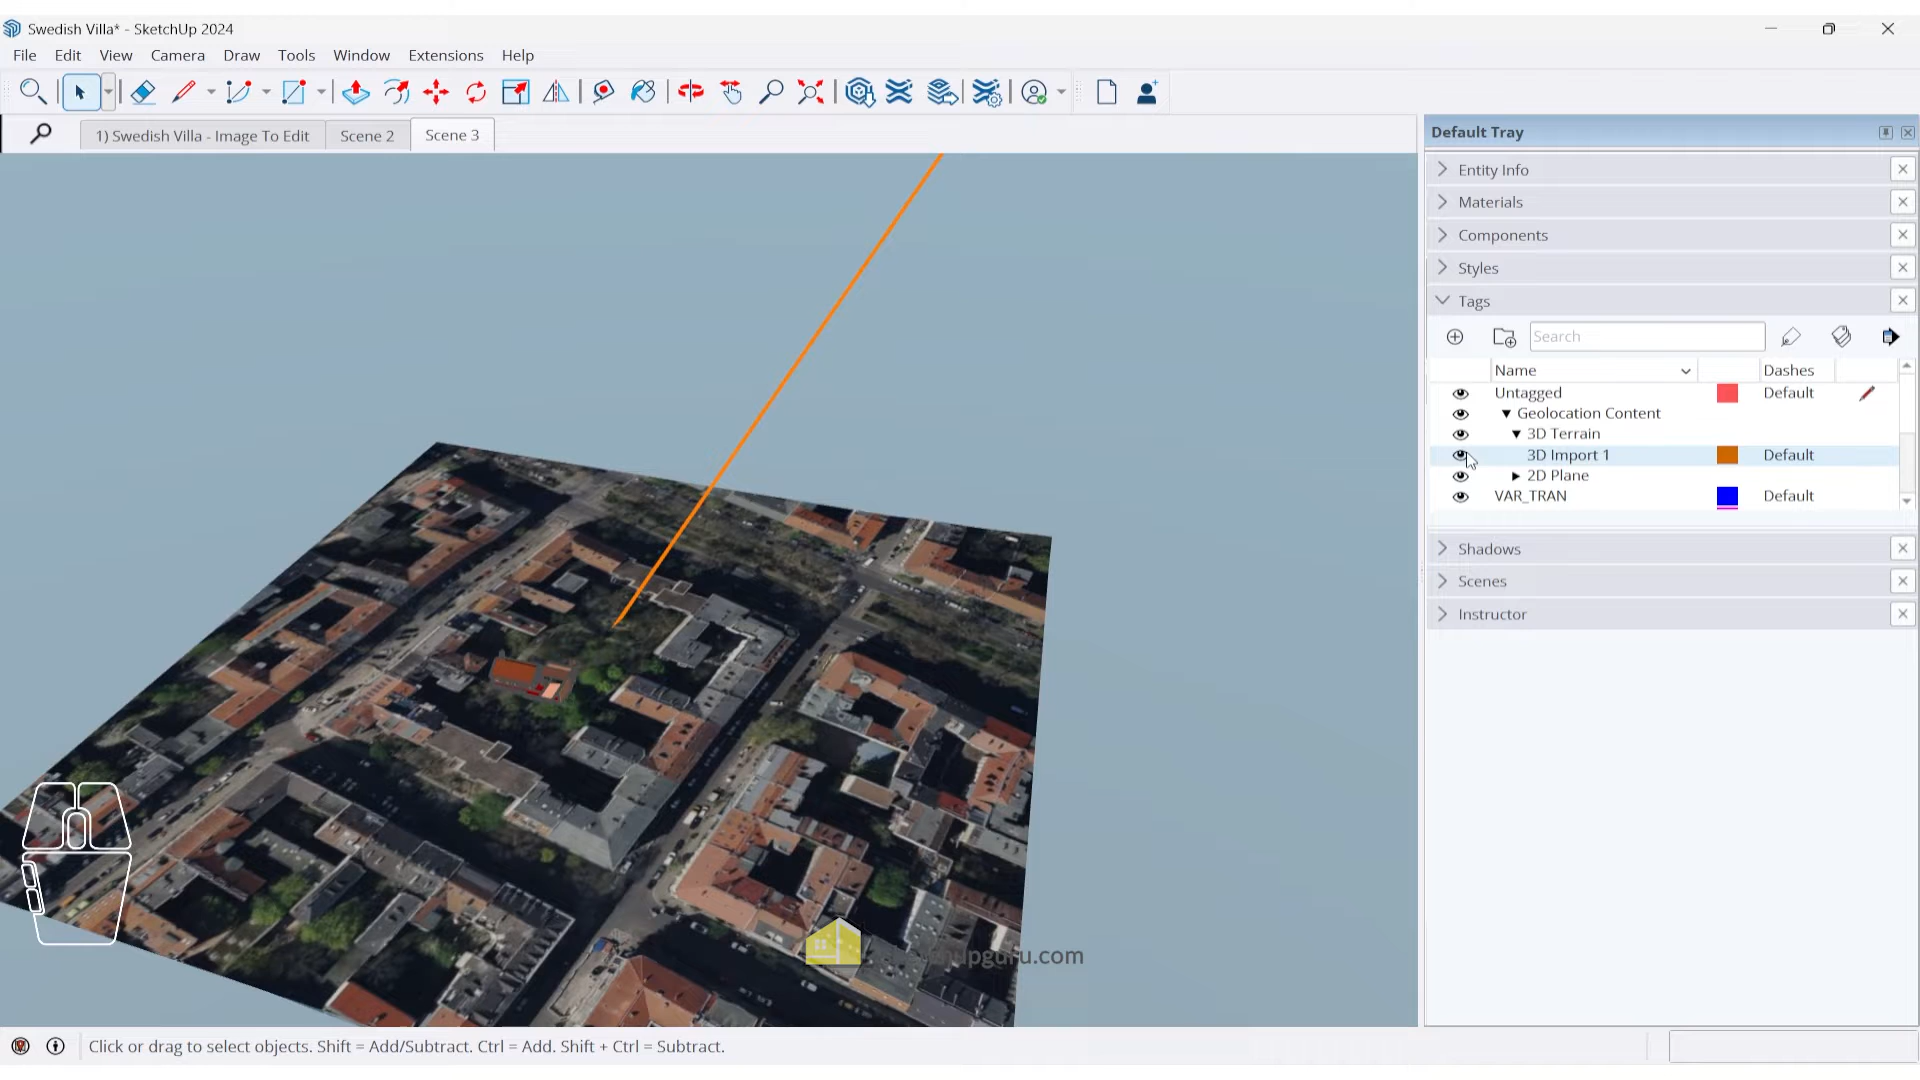 Swedish Villa* - SketchUp 2024
File Edit View Camera Draw Tools Window Extensions Help
1) Swedish Villa - Image To Edit Scene 2 Scene 3
Default Tray
Entity Info
Materials
Components
Styles
Tags
Search
Name Dashes
Untagged Default
Geolocation Content
3D Terrain
3D Import 1 Default
2D Plane
VAR_TRAN Default
Shadows
Scenes
Instructor
Click or drag to select objects. Shift = Add/Subtract. Ctrl = Add. Shift + Ctrl = Subtract.